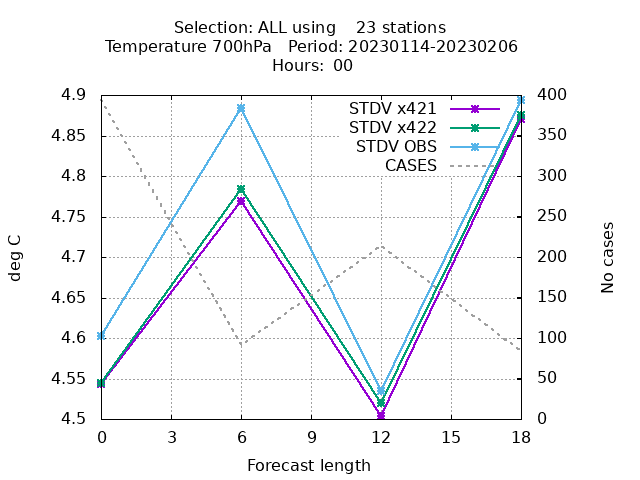 Selection: ALL using    23 stations
Temperature 700hPa   Period: 20230114-20230206
Hours:  00
4.9
4.85
4.8
4.75
4.7
4.65
4.6
4.55
4.5
deg C
STDV x421
STDV x422
STDV OBS
CASES
400
350
300
250
200
150
100
50
0
No cases
0 3 6 9 12 15 18
Forecast length